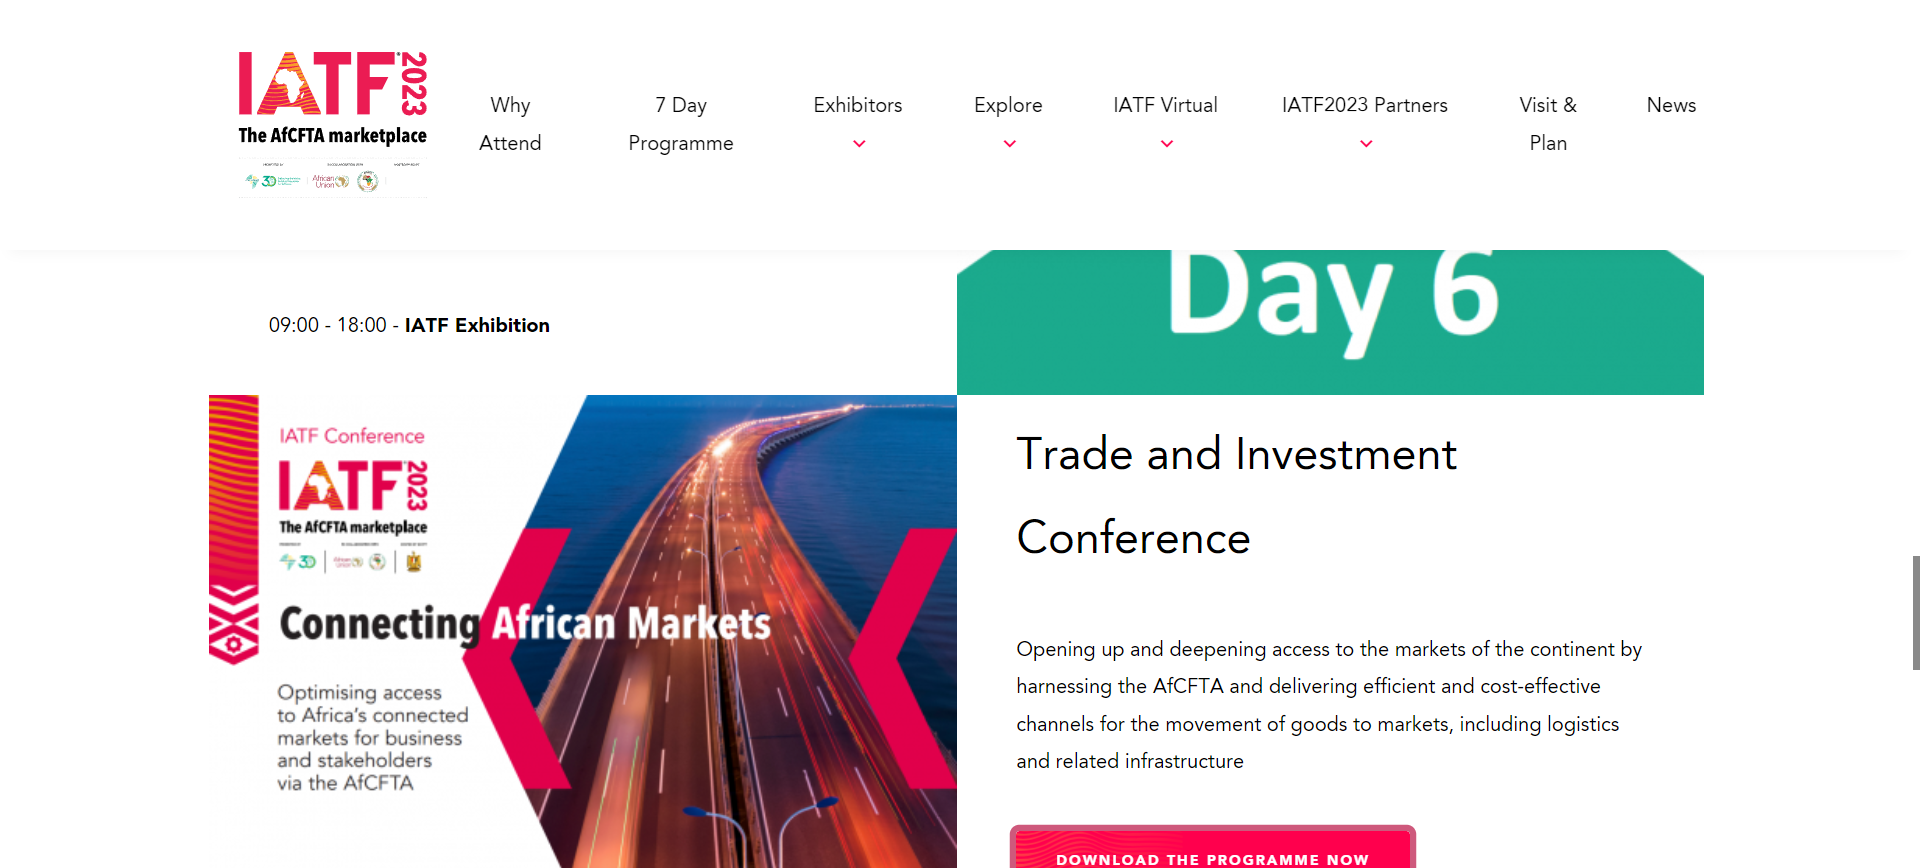 IATF 2023
The AfCFTA marketplace
African Union
Why Attend
7 Day Programme
Exhibitors
Explore
IATF Virtual
IATF2023 Partners
Visit & Plan
News
09:00 - 18:00 - IATF Exhibition
Day 6
IATF Conference
IATF 2023
The AfCFTA marketplace
Connecting African Markets
Optimising access
to Africa's connected
markets for business
and stakeholders
via the AfCFTA
Trade and Investment
Conference
Opening up and deepening access to the markets of the continent by
harnessing the AfCFTA and delivering efficient and cost-effective
channels for the movement of goods to markets, including logistics
and related infrastructure
DOWNLOAD THE PROGRAMME NOW